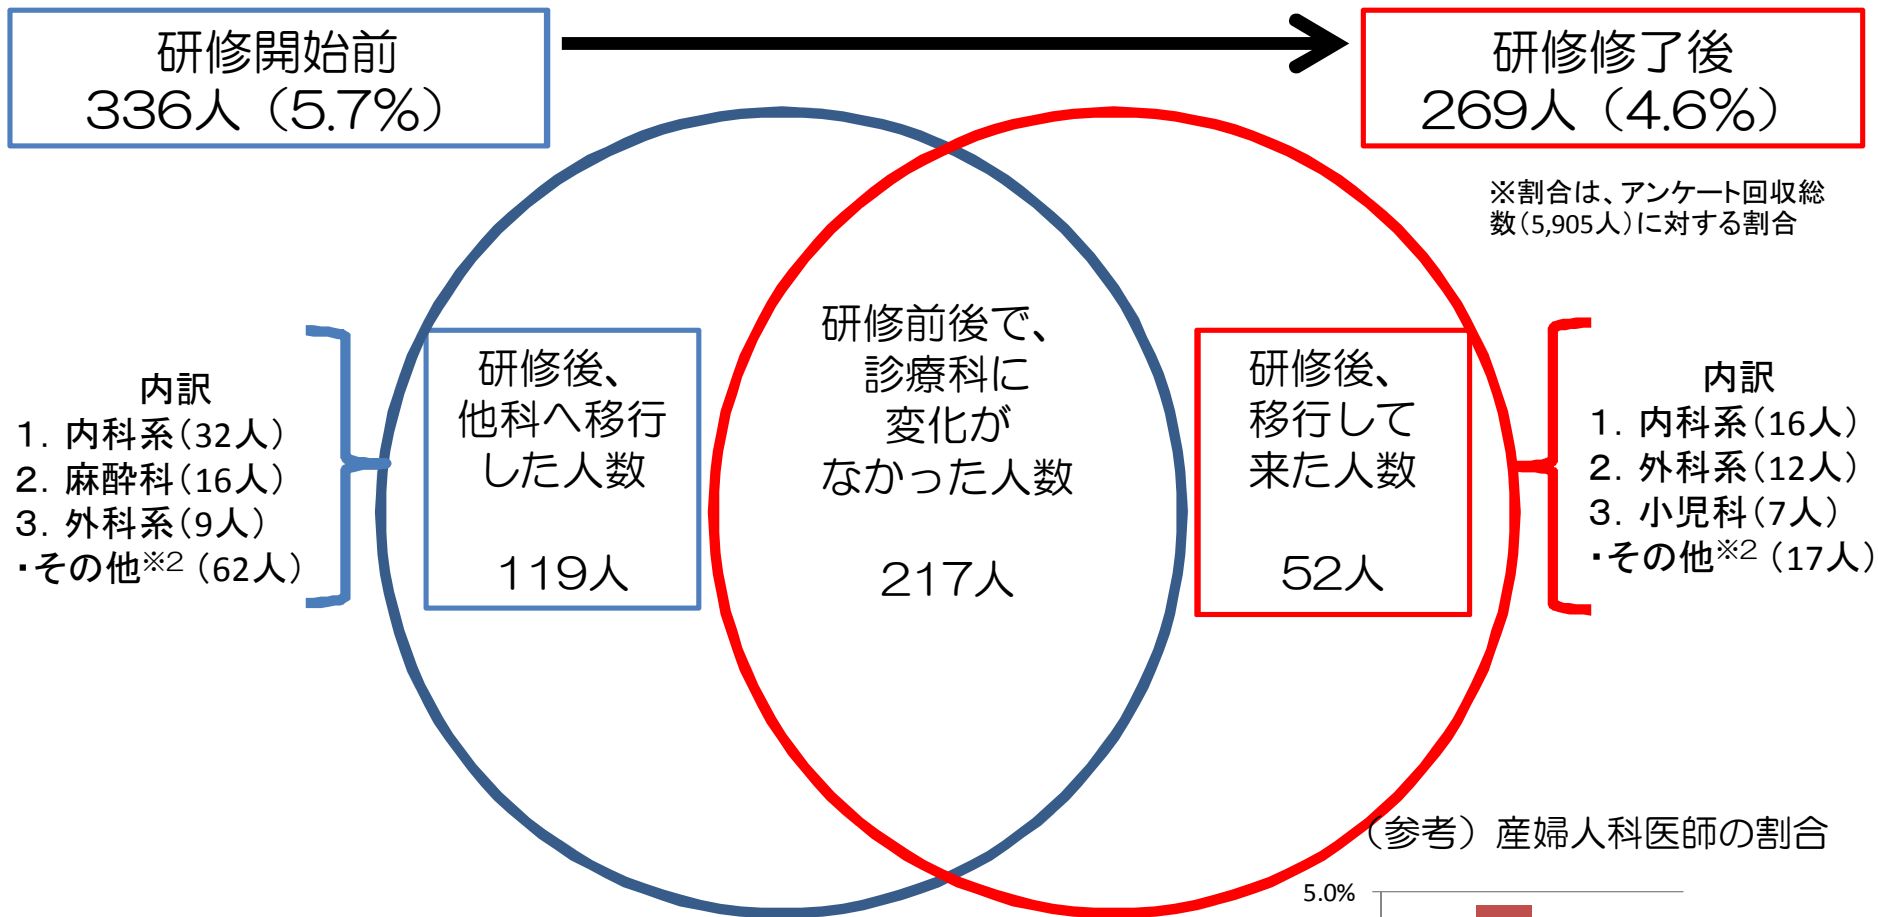 研修開始前
336人（5.7%）
研修修了後
269人（4.6%）
※割合は、アンケート回収総
数（5,905人）に対する割合
内訳
1. 内科系（32人）
2. 麻酔科（16人）
3. 外科系（9人）
・その他※2（62人）
研修後、
他科へ移行
した人数
119人
研修前後で、
診療科に
変化が
なかった人数
217人
研修後、
移行して
来た人数
52人
内訳
1. 内科系（16人）
2. 外科系（12人）
3. 小児科（7人）
・その他※2（17人）
（参考）産婦人科医師の割合
5.0%